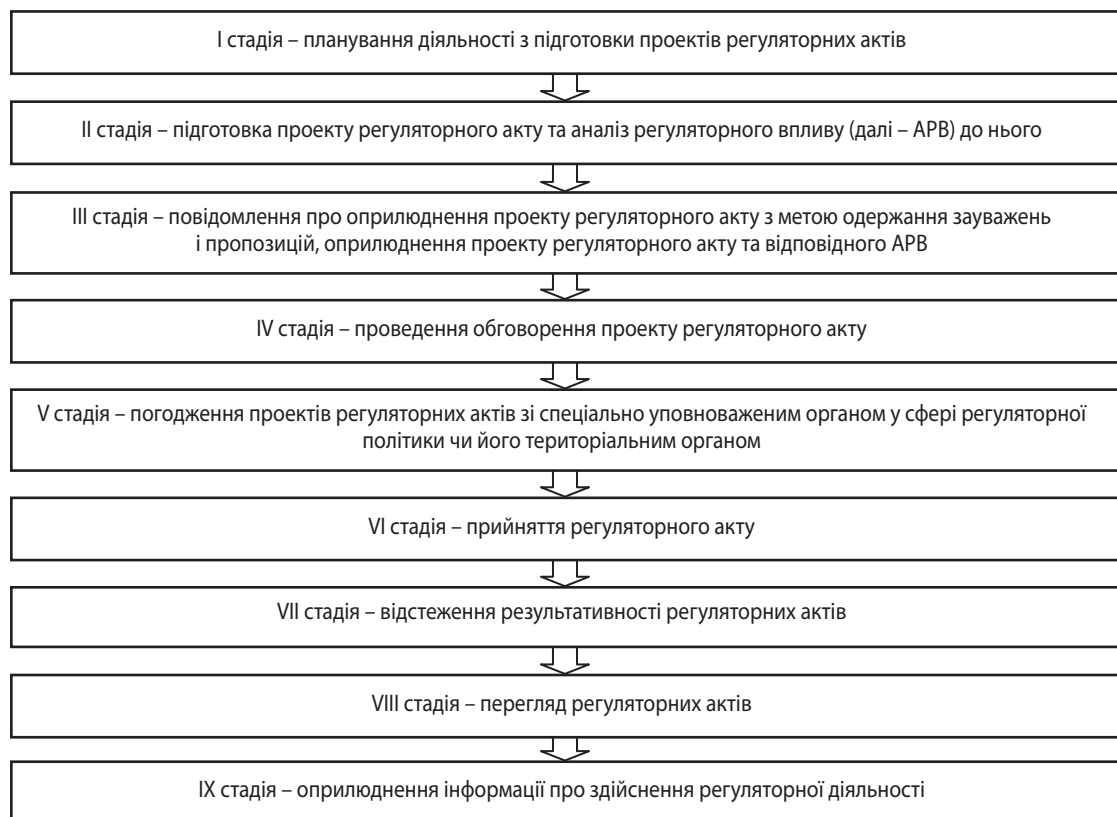 І стадія – планування діяльності з підготовки проектів регуляторних актів
ІІ стадія – підготовка проекту регуляторного акту та аналіз регуляторного впливу (далі – АРВ) до нього
ІІІ стадія – повідомлення про оприлюднення проекту регуляторного акту з метою одержання зауважень
і пропозицій, оприлюднення проекту регуляторного акту та відповідного АРВ
IV стадія – проведення обговорення проекту регуляторного акту
V стадія – погодження проектів регуляторних актів зі спеціально уповноваженим органом у сфері регуляторної
політики чи його територіальним органом
VI стадія – прийняття регуляторного акту
VII стадія – відстеження результативності регуляторних актів
VIII стадія – перегляд регуляторних актів
IX стадія – оприлюднення інформації про здійснення регуляторної діяльності